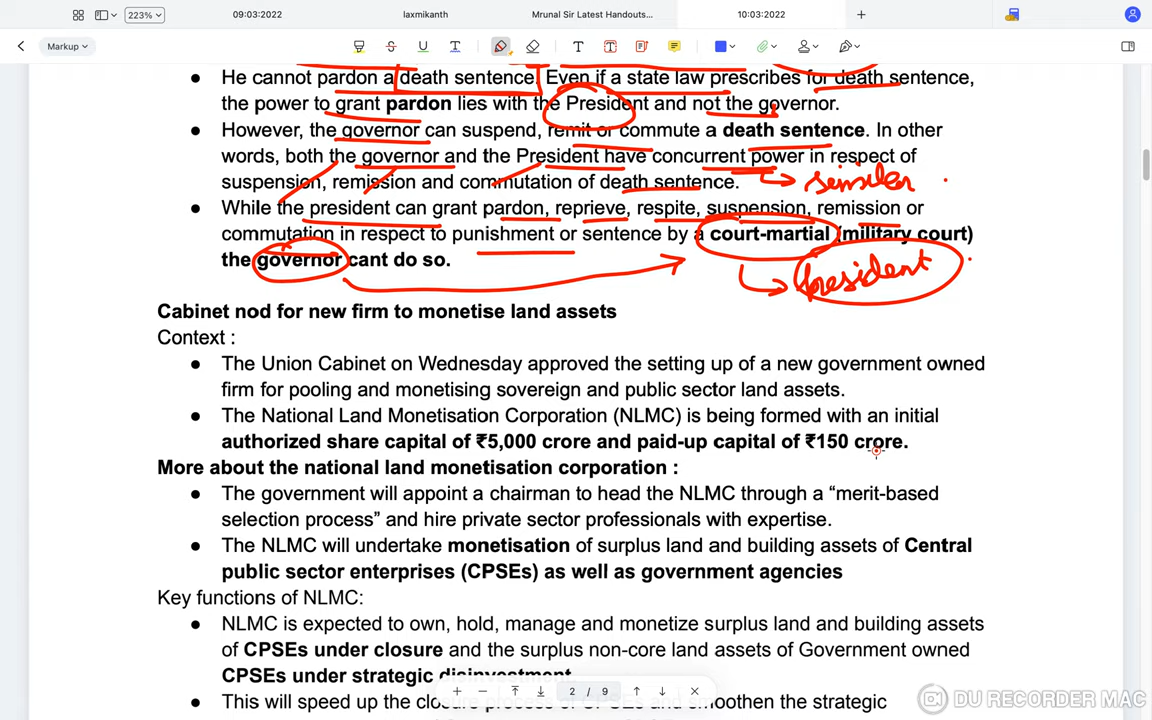 223%
09:03:2022
laxmikanth
Mrunal Sir Latest Handouts...
10:03:2022
Markup
He cannot pardon a death sentence. Even if a state law prescribes for death sentence,
the power to grant pardon lies with the President and not the governor.
However, the governor can suspend, remit or commute a death sentence. In other
words, both the governor and the President have concurrent power in respect of
suspension, remission and commutation of death sentence.
similer
While the president can grant pardon, reprieve, respite, suspension, remission or
commutation in respect to punishment or sentence by a court-martial (military court)
the governor cant do so.
president
Cabinet nod for new firm to monetise land assets
Context :
The Union Cabinet on Wednesday approved the setting up of a new government owned
firm for pooling and monetising sovereign and public sector land assets.
The National Land Monetisation Corporation (NLMC) is being formed with an initial
authorized share capital of ₹5,000 crore and paid-up capital of ₹150 crore.
More about the national land monetisation corporation :
The government will appoint a chairman to head the NLMC through a “merit-based
selection process” and hire private sector professionals with expertise.
The NLMC will undertake monetisation of surplus land and building assets of Central
public sector enterprises (CPSEs) as well as government agencies
Key functions of NLMC:
NLMC is expected to own, hold, manage and monetize surplus land and building assets
of CPSEs under closure and the surplus non-core land assets of Government owned
CPSEs under strategic disinvestment
2 / 9
This will speed up the closure process of CPSEs and smoothen the strategic
DU RECORDER MAC